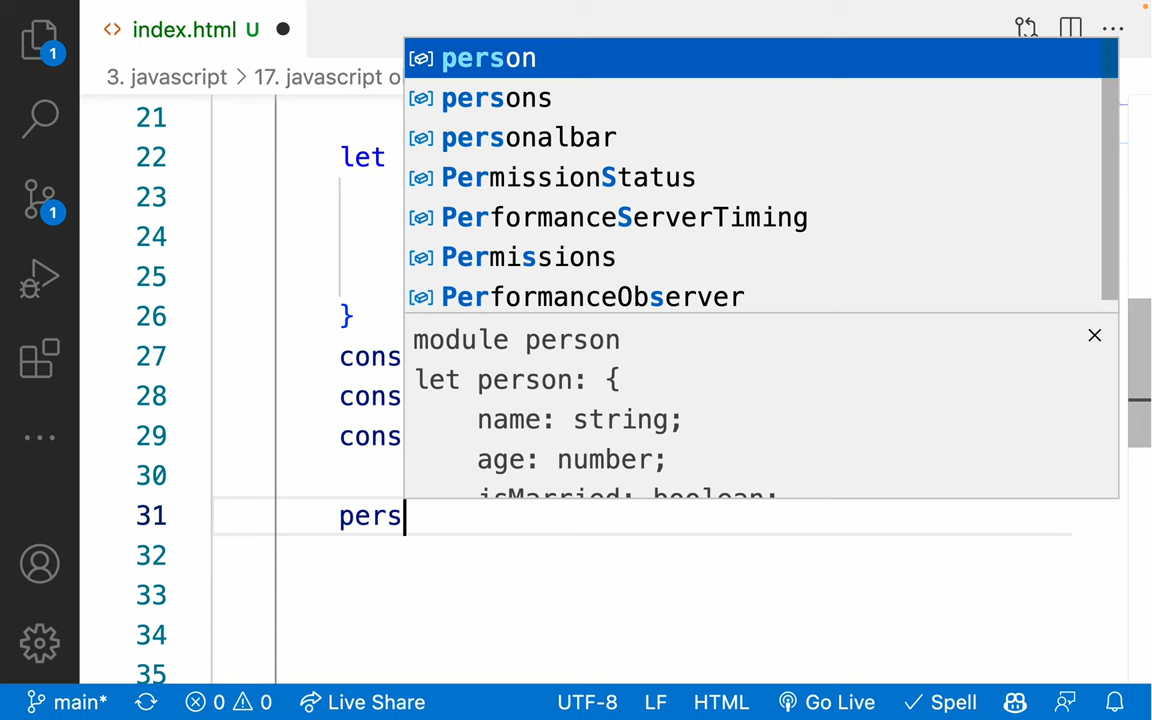 index.html U
1
3. javascript > 17. javascript o
person
persons
personalbar
PermissionStatus
PerformanceServerTiming
Permissions
PerformanceObserver
module person
let person: {
name: string;
age: number;
isMarried: boolean;
21
22 let
23
24
25
26 }
27 cons
28 cons
29 cons
30
31 pers
32
33
34
35
1
main* 0 0 Live Share UTF-8 LF HTML Go Live Spell